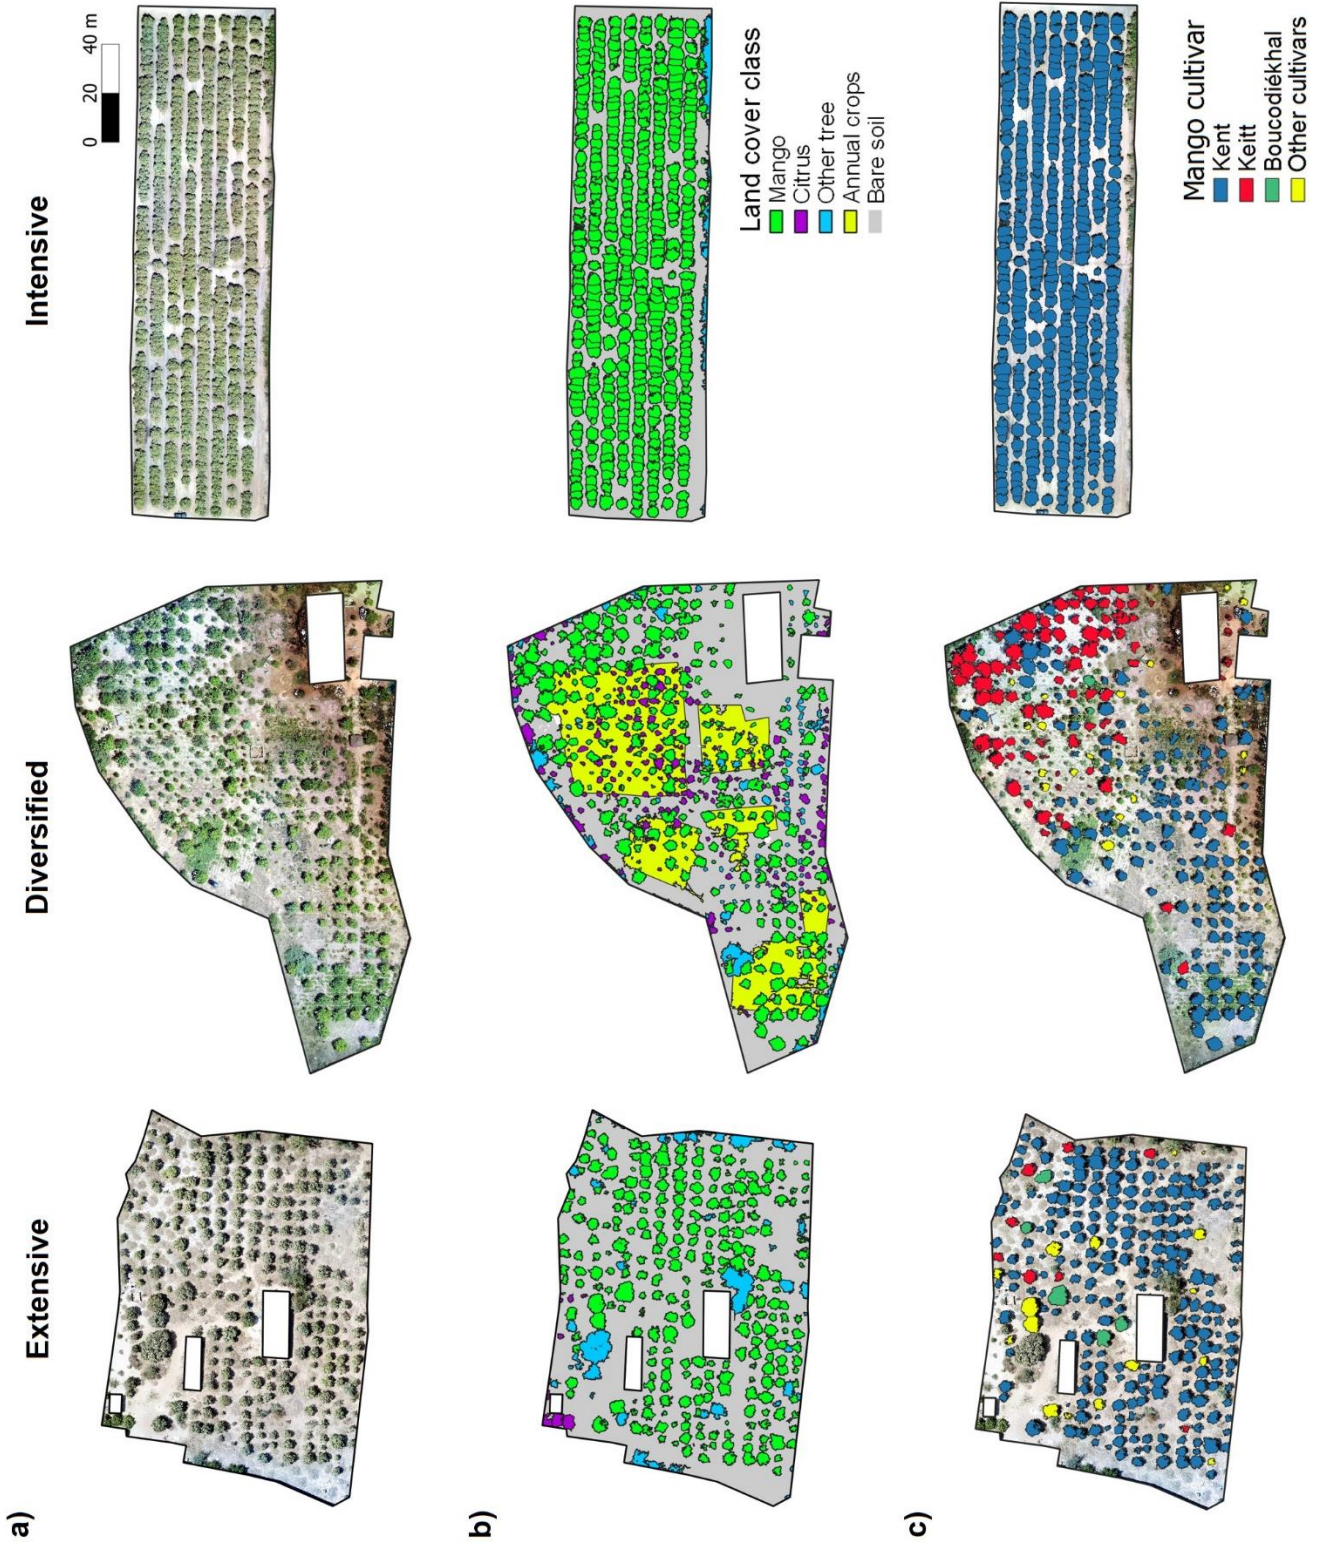 Extensive
Diversified
Intensive
a)
0 20 40 m
b)
Land cover class
Mango
Citrus
Other tree
Annual crops
Bare soil
c)
Mango cultivar
Kent
Keitt
Boucodiékhal
Other cultivars